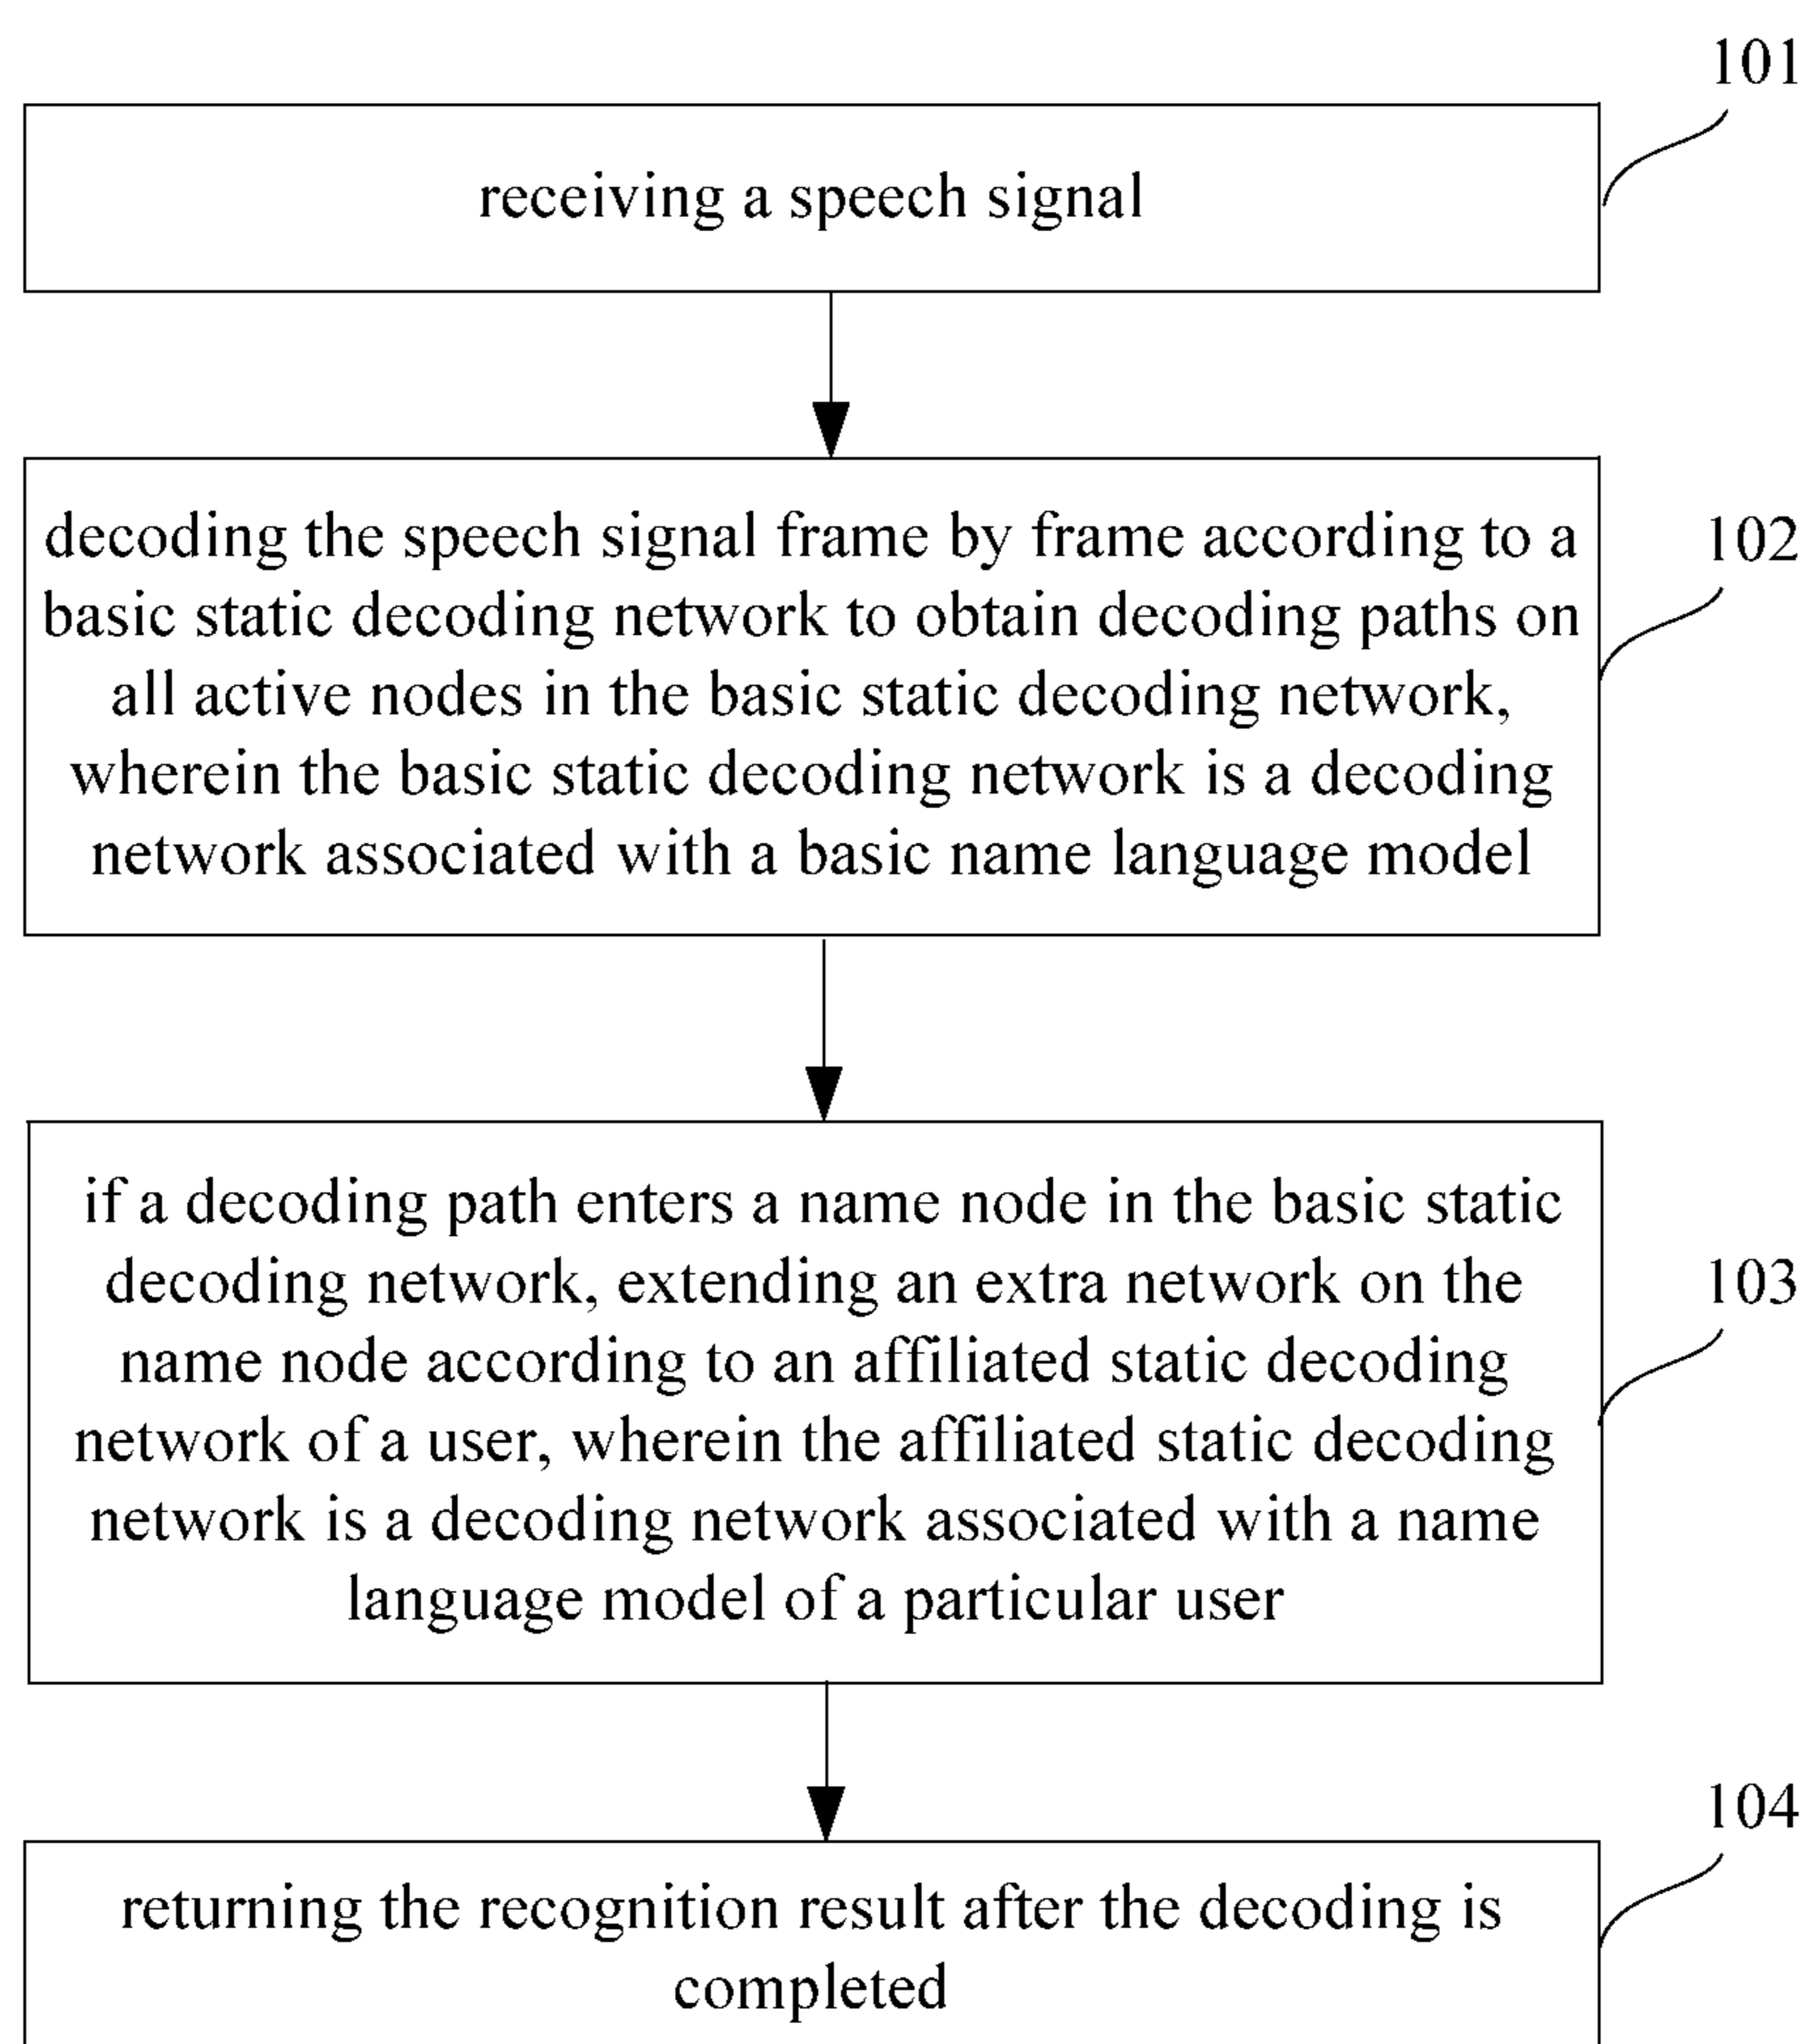 101
receiving a speech signal
decoding the speech signal frame by frame according to a
basic static decoding network to obtain decoding paths on
all active nodes in the basic static decoding network,
wherein the basic static decoding network is a decoding
network associated with a basic name language model
102
if a decoding path enters a name node in the basic static
decoding network, extending an extra network on the
name node according to an affiliated static decoding
network of a user, wherein the affiliated static decoding
network is a decoding network associated with a name
language model of a particular user
103
returning the recognition result after the decoding is
completed
104